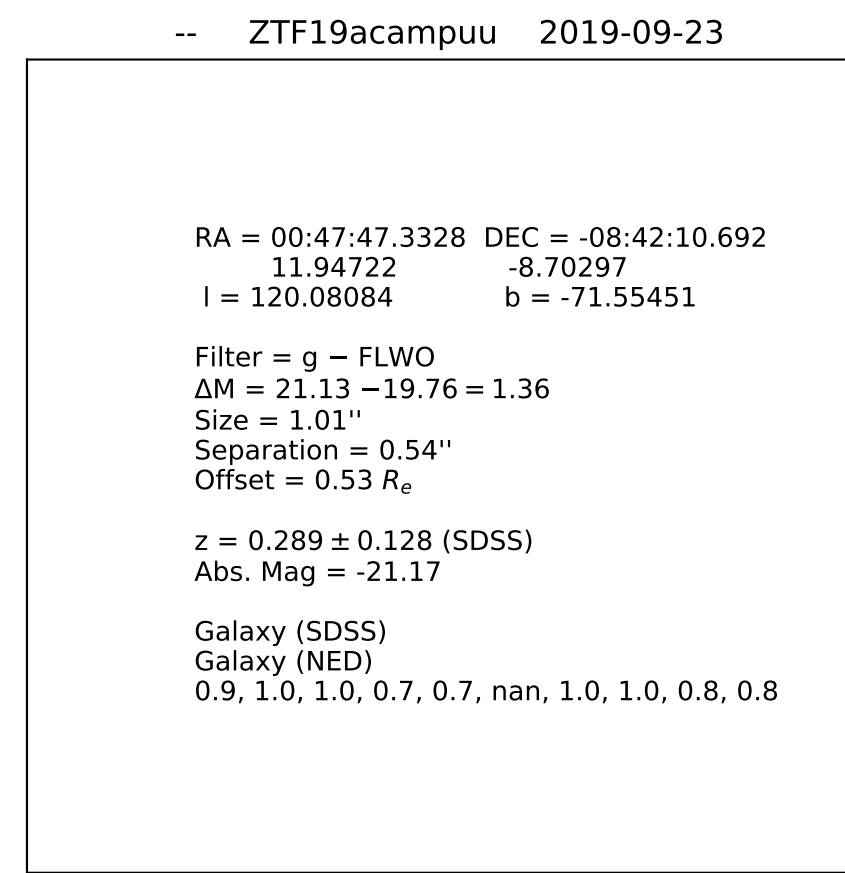 -- ZTF19acampuu 2019-09-23
RA = 00:47:47.3328 DEC = -08:42:10.692
11.94722 -8.70297
l = 120.08084 b = -71.55451
Filter = g − FLWO
ΔM = 21.13 −19.76 = 1.36
Size = 1.01''
Separation = 0.54''
Offset = 0.53 Re
z = 0.289 ± 0.128 (SDSS)
Abs. Mag = -21.17
Galaxy (SDSS)
Galaxy (NED)
0.9, 1.0, 1.0, 0.7, 0.7, nan, 1.0, 1.0, 0.8, 0.8